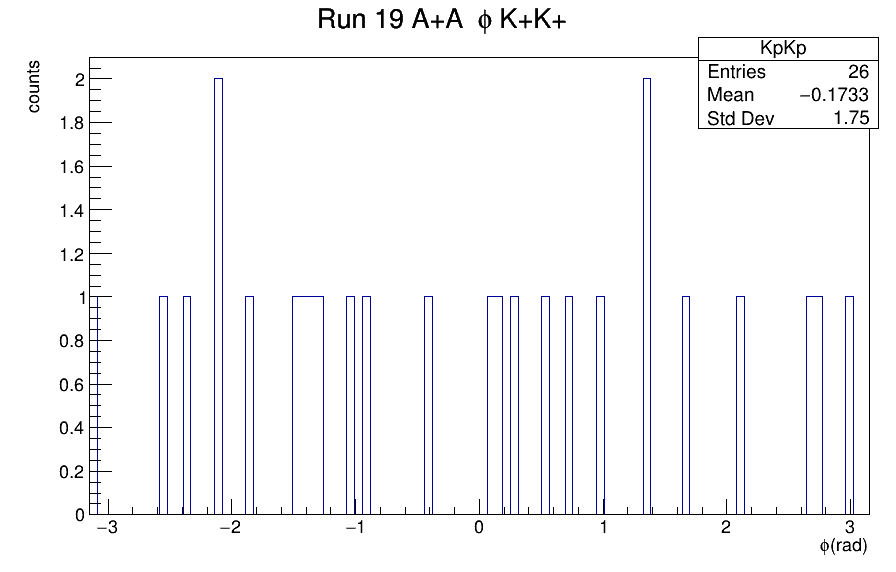 Run 19 A+A ϕ K+K+
KpKp
Entries 26
Mean −0.1733
Std Dev 1.75
counts
2
1.8
1.6
1.4
1.2
1
0.8
0.6
0.4
0.2
0
−3 −2 −1 0 1 2 3
ϕ(rad)